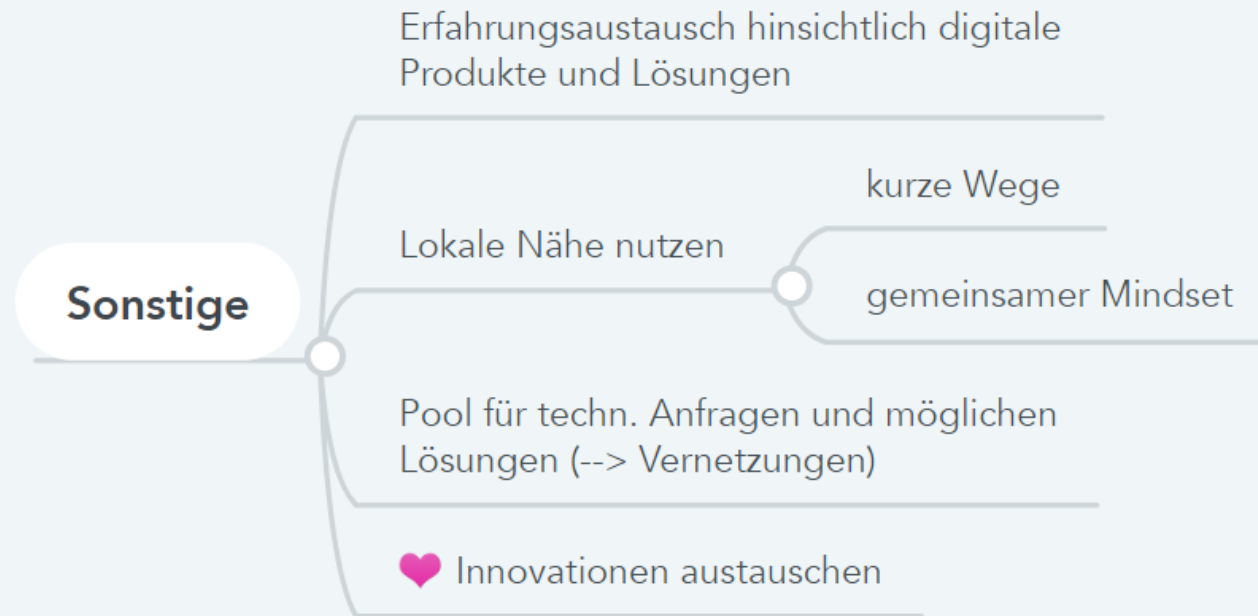 Erfahrungsaustausch hinsichtlich digitale
Produkte und Lösungen
kurze Wege
Lokale Nähe nutzen
gemeinsamer Mindset
Sonstige
Pool für techn. Anfragen und möglichen
Lösungen (--> Vernetzungen)
Innovationen austauschen